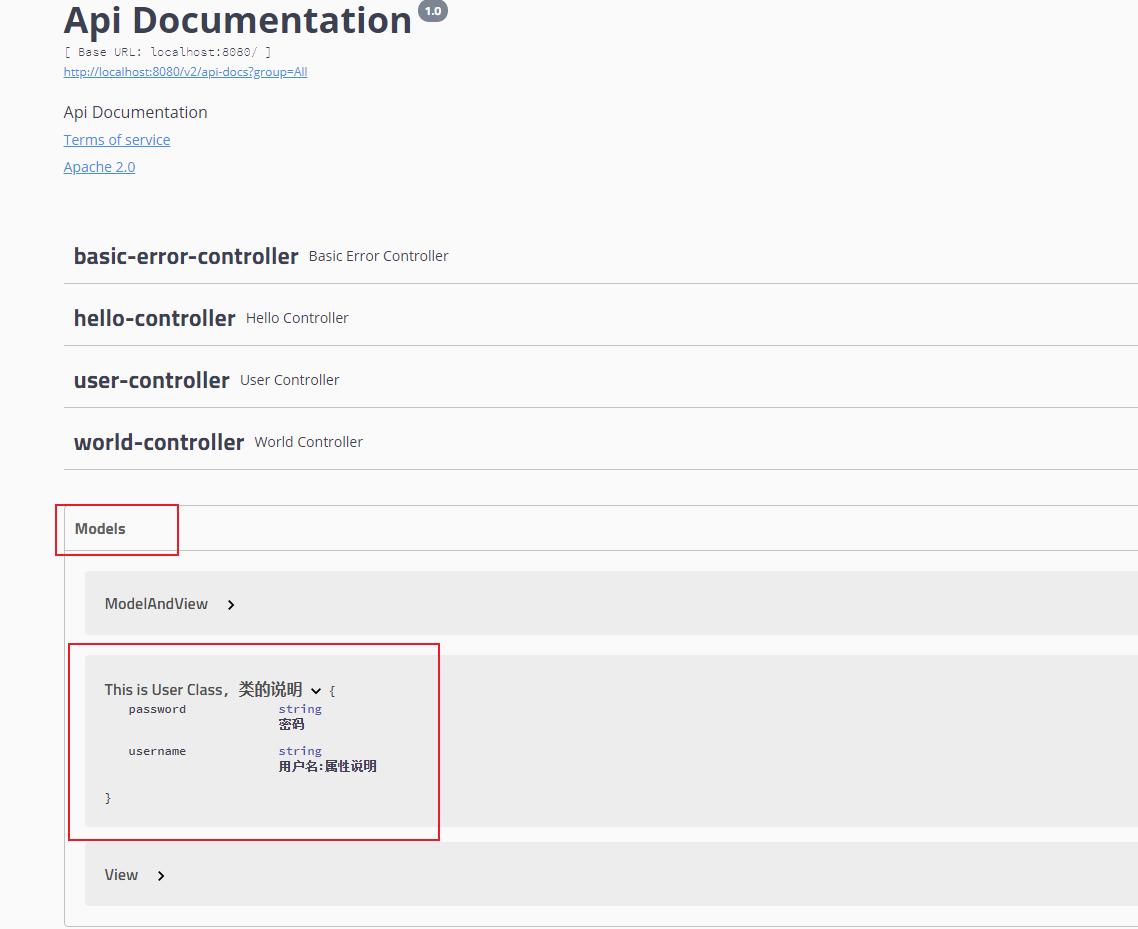 Api Documentation 1.0
[ Base URL: localhost:8080/ ]
http://localhost:8080/v2/api-docs?group=All
Api Documentation
Terms of service
Apache 2.0
basic-error-controller Basic Error Controller
hello-controller Hello Controller
user-controller User Controller
world-controller World Controller
Models
ModelAndView
This is User Class，类的说明 {
password string
密码
username string
用户名:属性说明
}
View